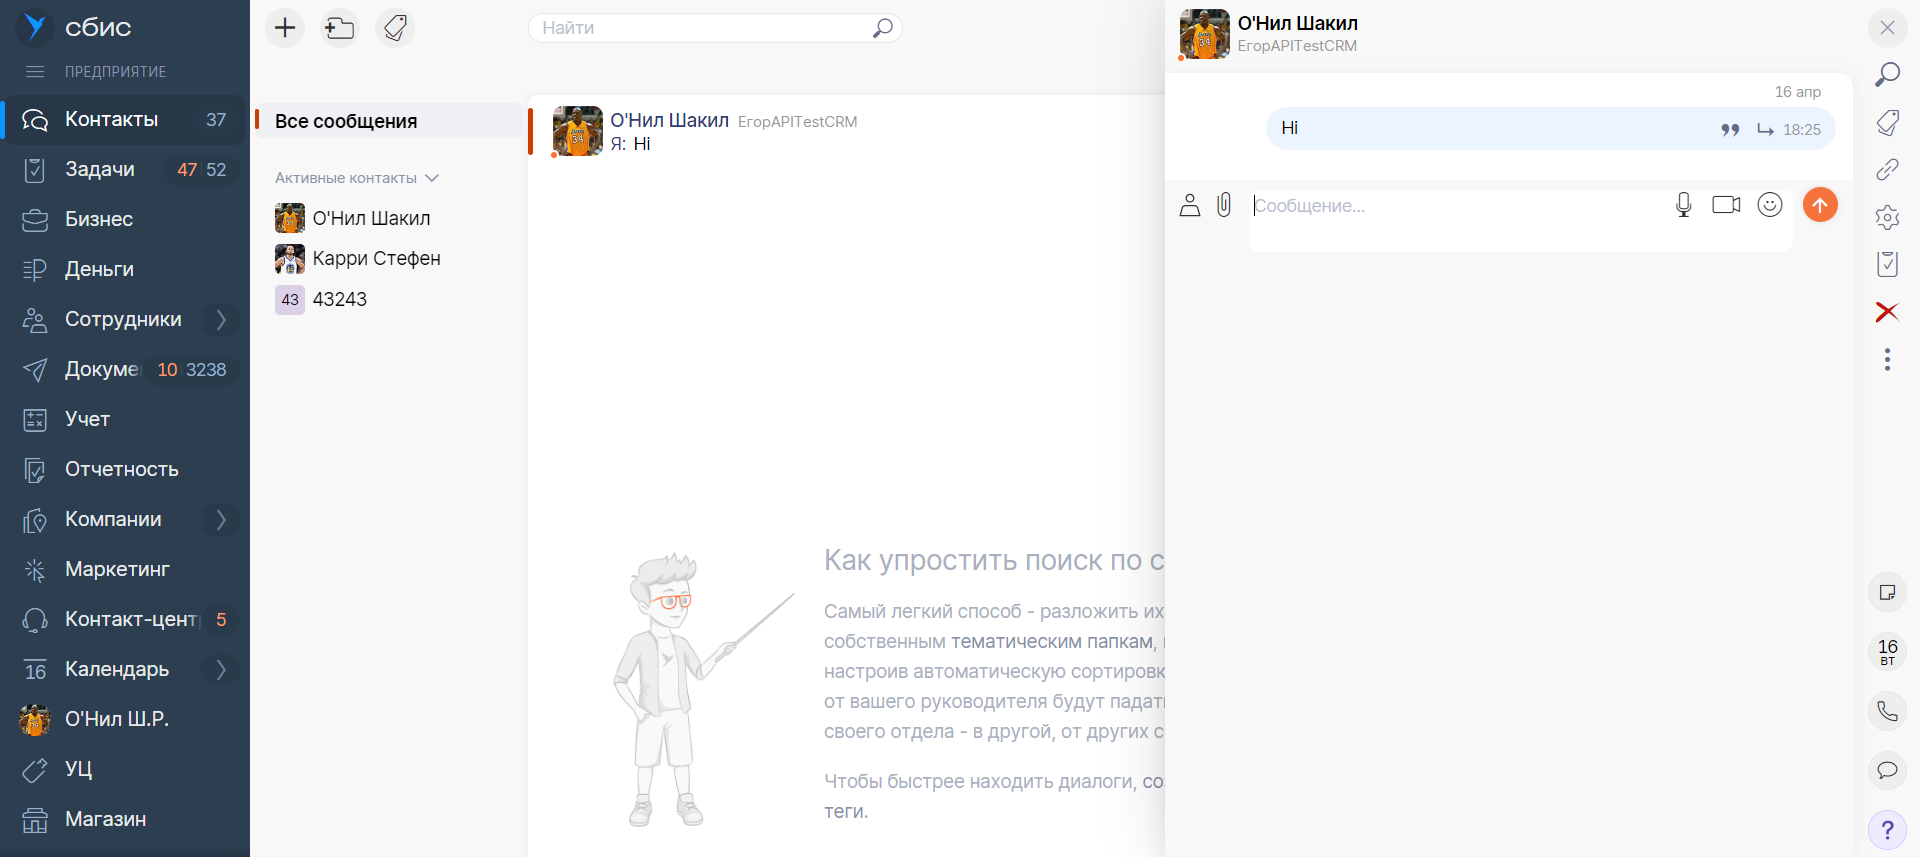 сбис
ПРЕДПРИЯТИЕ
Контакты 37
Задачи 47 52
Бизнес
Деньги
Сотрудники
Докуме 10 3238
Учет
Отчетность
Компании
Маркетинг
Контакт-цент 5
16 Календарь
О'Нил Ш.Р.
УЦ
Магазин
Найти
Все сообщения
Активные контакты
О'Нил Шакил
Карри Стефен
43 43243
О'Нил Шакил ЕгорAPITestCRM
Я: Hi
Как упростить поиск по с
Самый легкий способ - разложить их
собственным тематическим папкам,
настроив автоматическую сортировк
от вашего руководителя будут падат
своего отдела - в другой, от других с
Чтобы быстрее находить диалоги, со
теги.
О'Нил Шакил
ЕгорAPITestCRM
16 апр
Hi
18:25
Сообщение...
16
ВТ
?